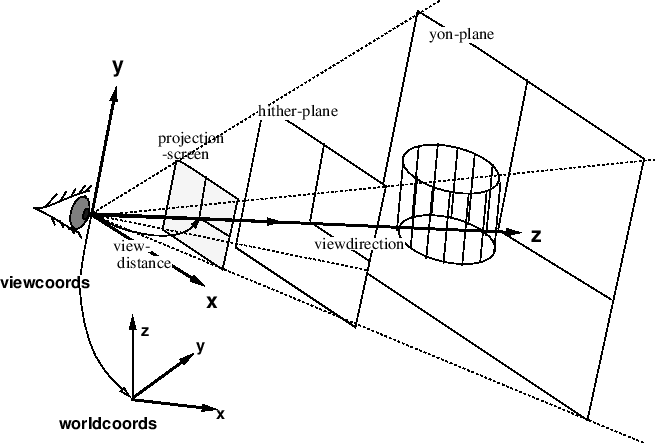 yon-plane
y
hither-plane
projection
-screen
z
viewdirection
view-
distance
viewcoords
x
z
y
x
worldcoords